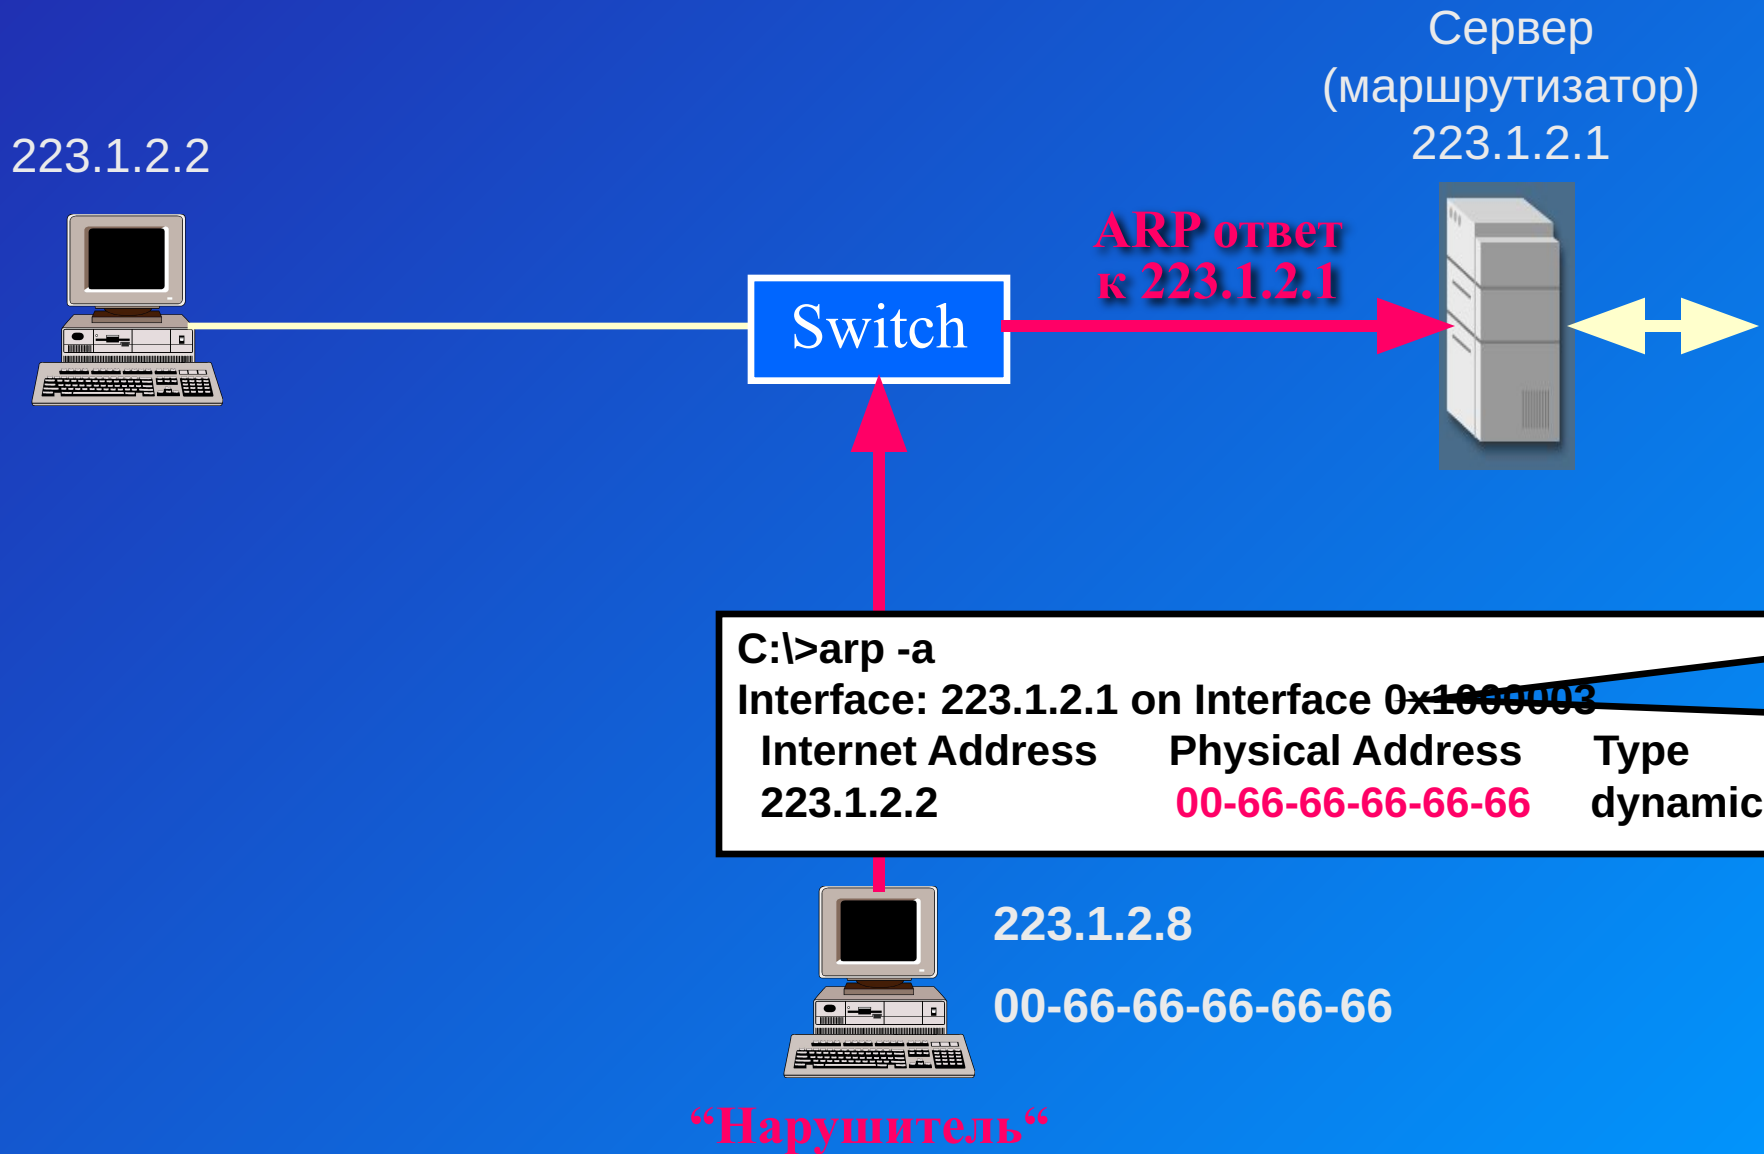 Сервер
(маршрутизатор)
223.1.2.1
223.1.2.2
ARP ответ
к 223.1.2.1
Switch
C:\>arp -a
Interface: 223.1.2.1 on Interface 0x1000003
Internet Address Physical Address Type
223.1.2.2 00-66-66-66-66-66 dynamic
223.1.2.8
00-66-66-66-66-66
“Нарушитель“